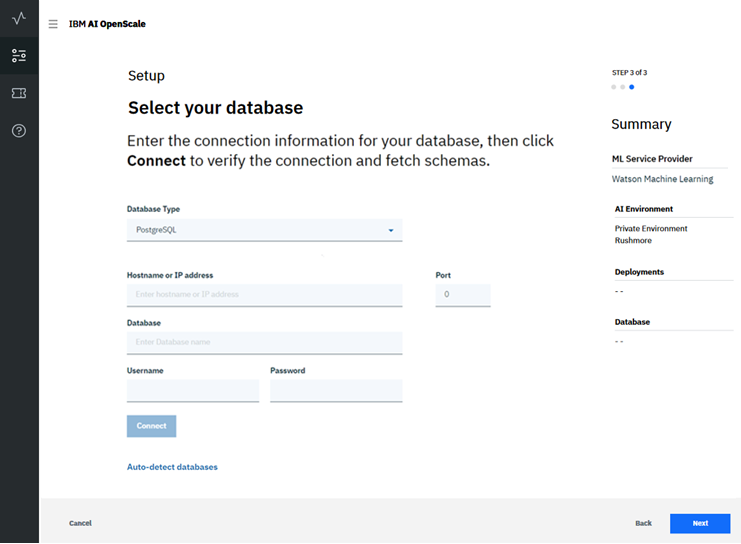 IBM AI OpenScale
Setup
Select your database
Enter the connection information for your database, then click
Connect to verify the connection and fetch schemas.
Database Type
PostgreSQL
Hostname or IP address
Port
Enter hostname or IP address
0
Database
Enter Database name
Username
Password
Connect
Auto-detect databases
STEP 3 of 3
Summary
ML Service Provider
Watson Machine Learning
AI Environment
Private Environment
Rushmore
Deployments
- -
Database
- -
Cancel
Back
Next